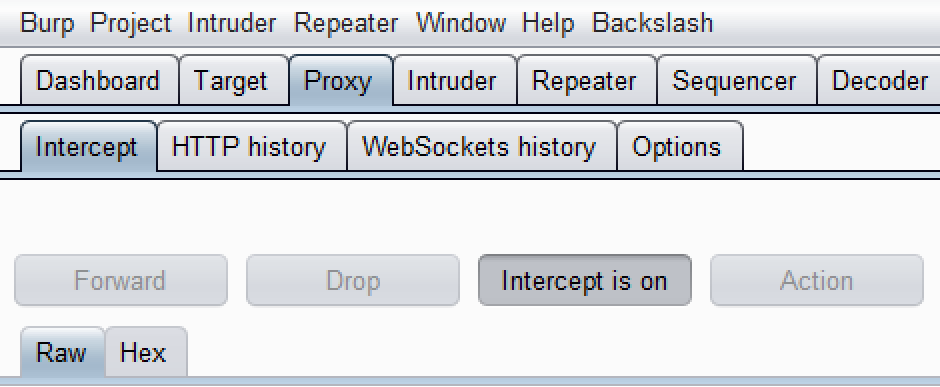 Burp Project Intruder Repeater Window Help Backslash
Dashboard Target Proxy Intruder Repeater Sequencer Decoder
Intercept HTTP history WebSockets history Options
Forward Drop Intercept is on Action
Raw Hex